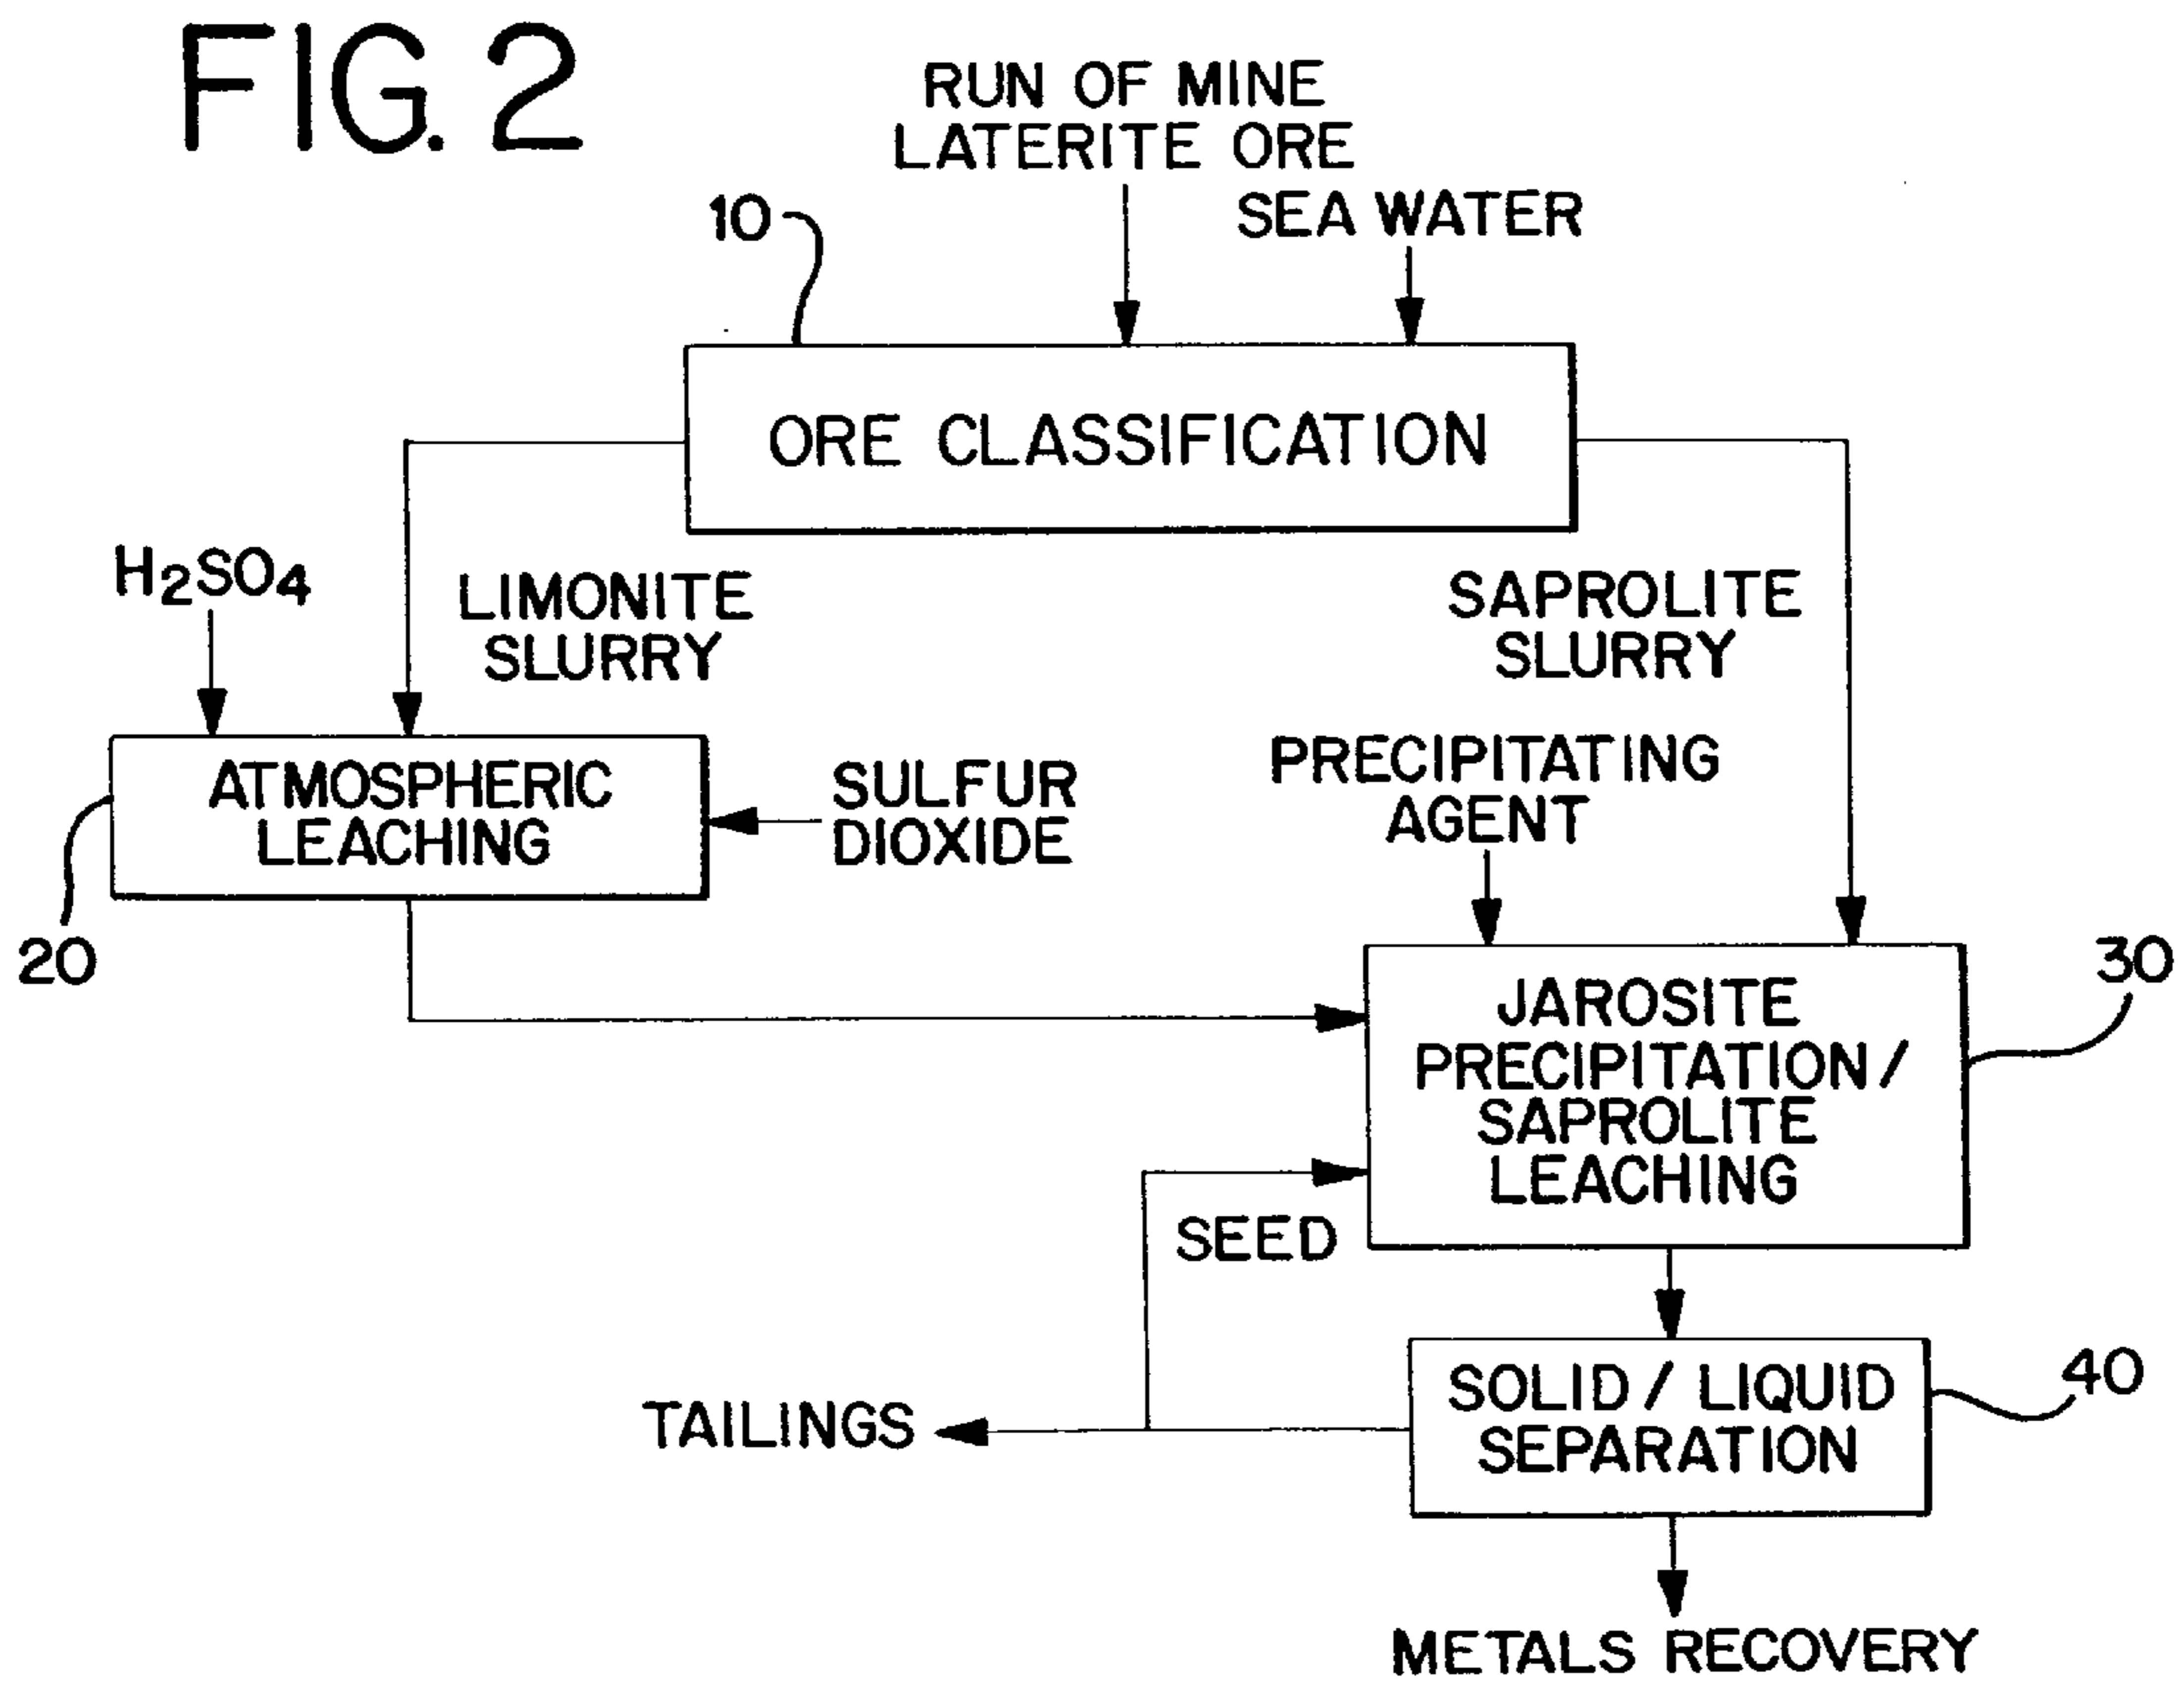 FIG. 2
RUN OF MINE
LATERITE ORE
SEA WATER
10
ORE CLASSIFICATION
H2SO4
LIMONITE
SLURRY
SAPROLITE
SLURRY
ATMOSPHERIC
LEACHING
SULFUR
DIOXIDE
PRECIPITATING
AGENT
20
30
JAROSITE
PRECIPITATION/
SAPROLITE
LEACHING
SEED
TAILINGS
SOLID / LIQUID
SEPARATION
40
METALS RECOVERY